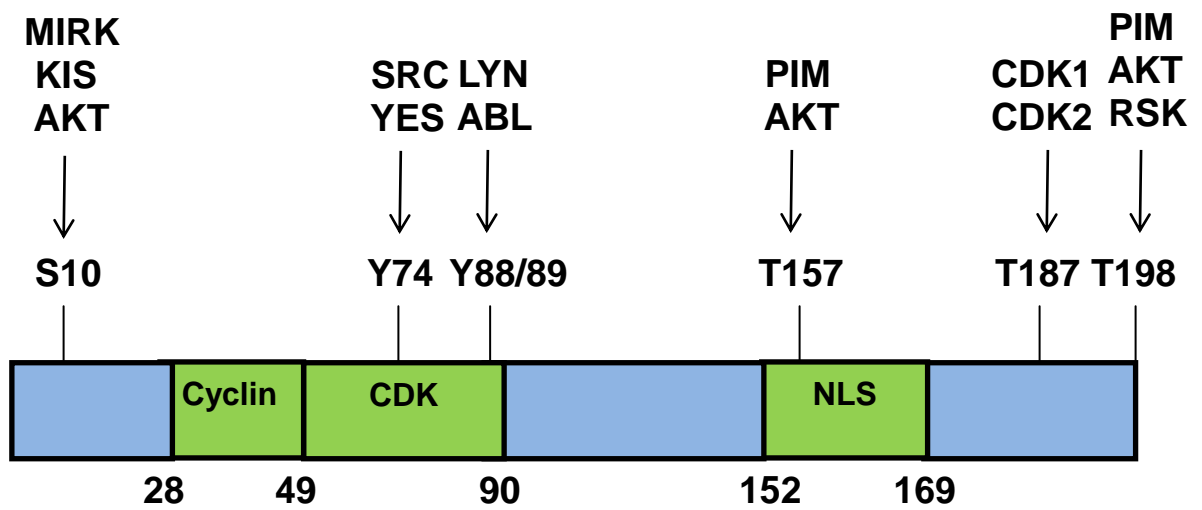 MIRK
KIS
AKT
SRC
YES
LYN
ABL
PIM
AKT
CDK1
CDK2
PIM
AKT
RSK
S10
Y74
Y88/89
T157
T187
T198
Cyclin
CDK
NLS
28
49
90
152
169